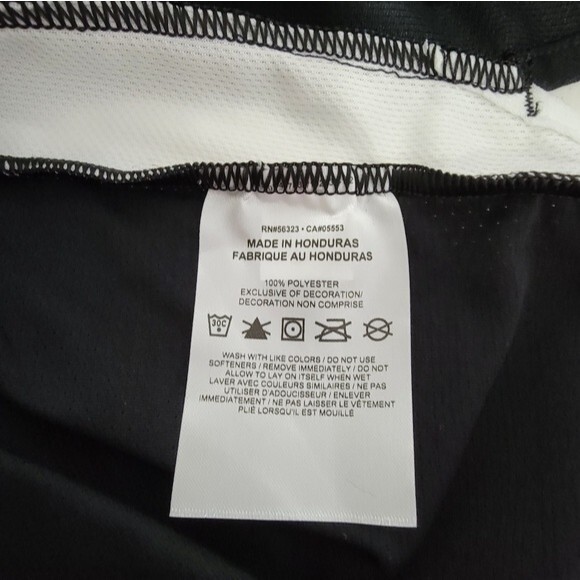 RN#56323 • CA#05553
MADE IN HONDURAS
FABRIQUE AU HONDURAS
100% POLYESTER
EXCLUSIVE OF DECORATION/
DECORATION NON COMPRISE
30C
WASH WITH LIKE COLORS / DO NOT USE
SOFTENERS / REMOVE IMMEDIATELY / DO NOT
ALLOW TO LAY ON ITSELF WHEN WET
LAVER AVEC COULEURS SIMILAIRES / NE PAS
UTILISER D'ADOUCISSEUR / ENLEVER
IMMEDIATEMENT / NE PAS LAISSER LE VÊTEMENT
PLIÉ LORSQU'IL EST MOUILLÉ